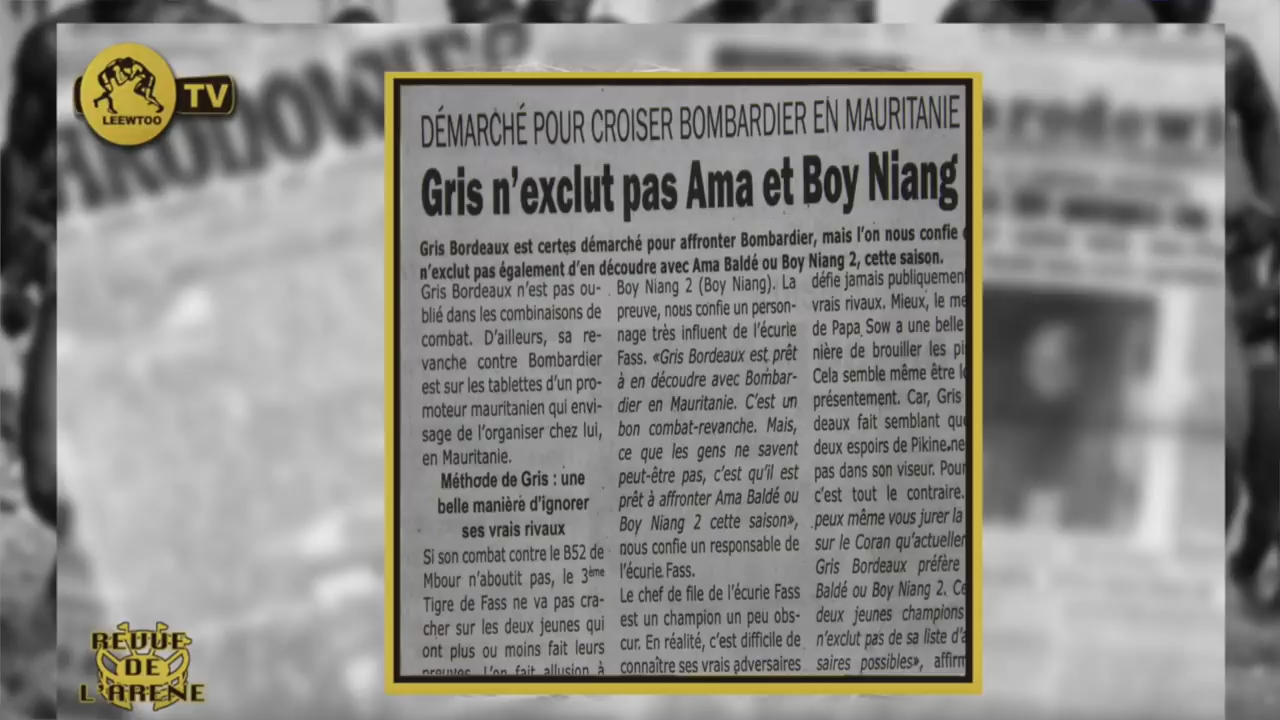 LEEWTOO
TV
DÉMARCHÉ POUR CROISER BOMBARDIER EN MAURITANIE
Gris n'exclut pas Ama et Boy Niang
Gris Bordeaux est certes démarché pour affronter Bombardier, mais l'on nous confie
n'exclut pas également d'en découdre avec Ama Baldé ou Boy Niang 2, cette saison.
Gris Bordeaux n'est pas ou-
blié dans les combinaisons de
combat. D'ailleurs, sa re-
vanche contre Bombardier
est sur les tablettes d'un pro-
moteur mauritanien qui envi-
sage de l'organiser chez lui,
en Mauritanie.
Méthode de Gris : une
belle manière d'ignorer
ses vrais rivaux
Si son combat contre le B52 de
Mbour n'aboutit pas, le 3ème
Tigre de Fass ne va pas cra-
cher sur les deux jeunes qui
ont plus ou moins fait leurs
preuves. L'on fait allusion à
Boy Niang 2 (Boy Niang). La
preuve, nous confie un person-
nage très influent de l'écurie
Fass. «Gris Bordeaux est prêt
à en découdre avec Bombar-
dier en Mauritanie. C'est un
bon combat-revanche. Mais,
ce que les gens ne savent
peut-être pas, c'est qu'il est
prêt à affronter Ama Baldé ou
Boy Niang 2 cette saison»,
nous confie un responsable de
l'écurie Fass.
Le chef de file de l'écurie Fass
est un champion un peu obs-
cur. En réalité, c'est difficile de
connaître ses vrais adversaires
défie jamais publiquement
vrais rivaux. Mieux, le
de Papa Sow a une belle
nière de brouiller les
Cela semble même être
présentement. Car, Gris
deaux fait semblant
deux espoirs de Pikine ne
pas dans son viseur. Pour
c'est tout le contraire.
peux même vous jurer la
sur le Coran qu'actuellem
Gris Bordeaux préfère
Baldé ou Boy Niang 2.
deux jeunes champions
n'exclut pas de sa liste
saires possibles», affirm
REVUE
DE
L'ARENE